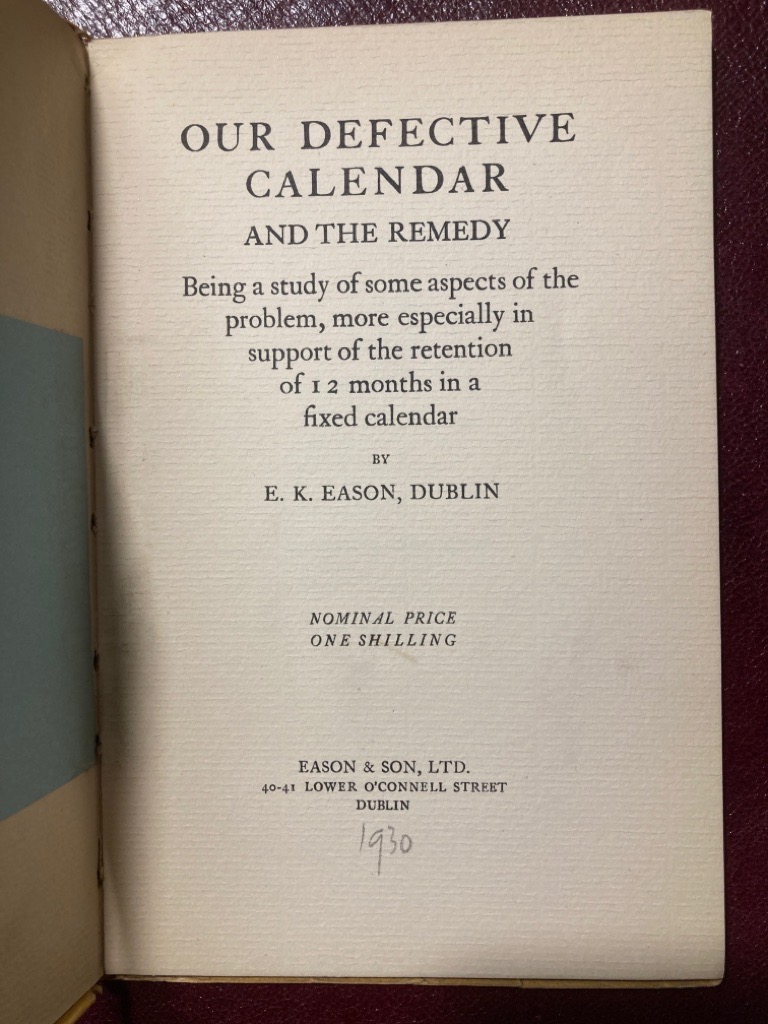 OUR DEFECTIVE
CALENDAR
AND THE REMEDY
Being a study of some aspects of the
problem, more especially in
support of the retention
of 12 months in a
fixed calendar
BY
E. K. EASON, DUBLIN
NOMINAL PRICE
ONE SHILLING
EASON & SON, LTD.
40-41 LOWER O'CONNELL STREET
DUBLIN
1930